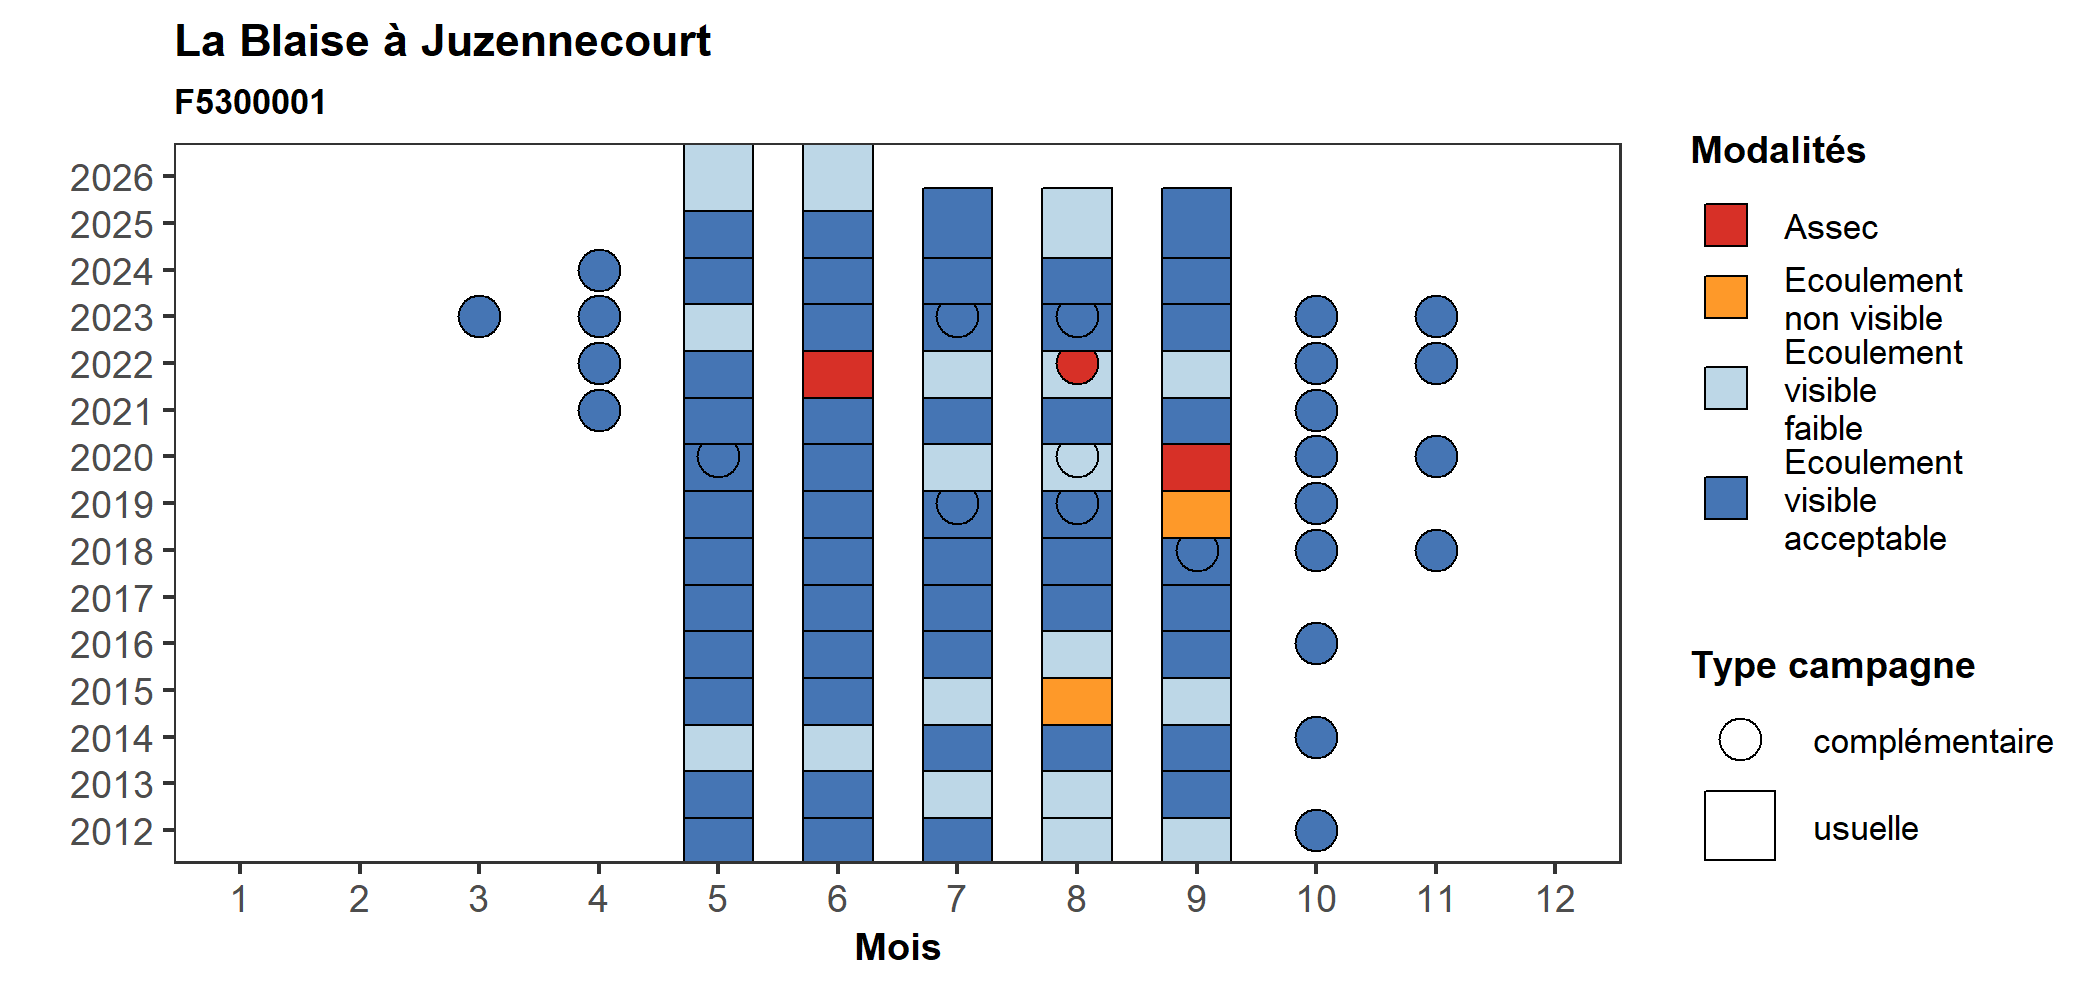 La Blaise à Juzennecourt
F5300001
2026
2025
2024
2023
2022
2021
2020
2019
2018
2017
2016
2015
2014
2013
2012
1 2 3 4 5 6 7 8 9 10 11 12
Mois
Modalités
Assec
Ecoulement
non visible
Ecoulement
visible
faible
Ecoulement
visible
acceptable
Type campagne
complémentaire
usuelle